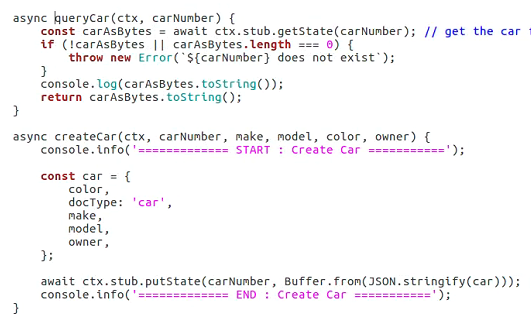 async queryCar(ctx, carNumber) {
const carAsBytes = await ctx.stub.getState(carNumber); // get the car
if (!carAsBytes || carAsBytes.length === 0) {
throw new Error(`${carNumber} does not exist`);
}
console.log(carAsBytes.toString());
return carAsBytes.toString();
}
async createCar(ctx, carNumber, make, model, color, owner) {
console.info('============= START : Create Car ===========');
const car = {
color,
docType: 'car',
make,
model,
owner,
};
await ctx.stub.putState(carNumber, Buffer.from(JSON.stringify(car)));
console.info('============= END : Create Car ===========');
}